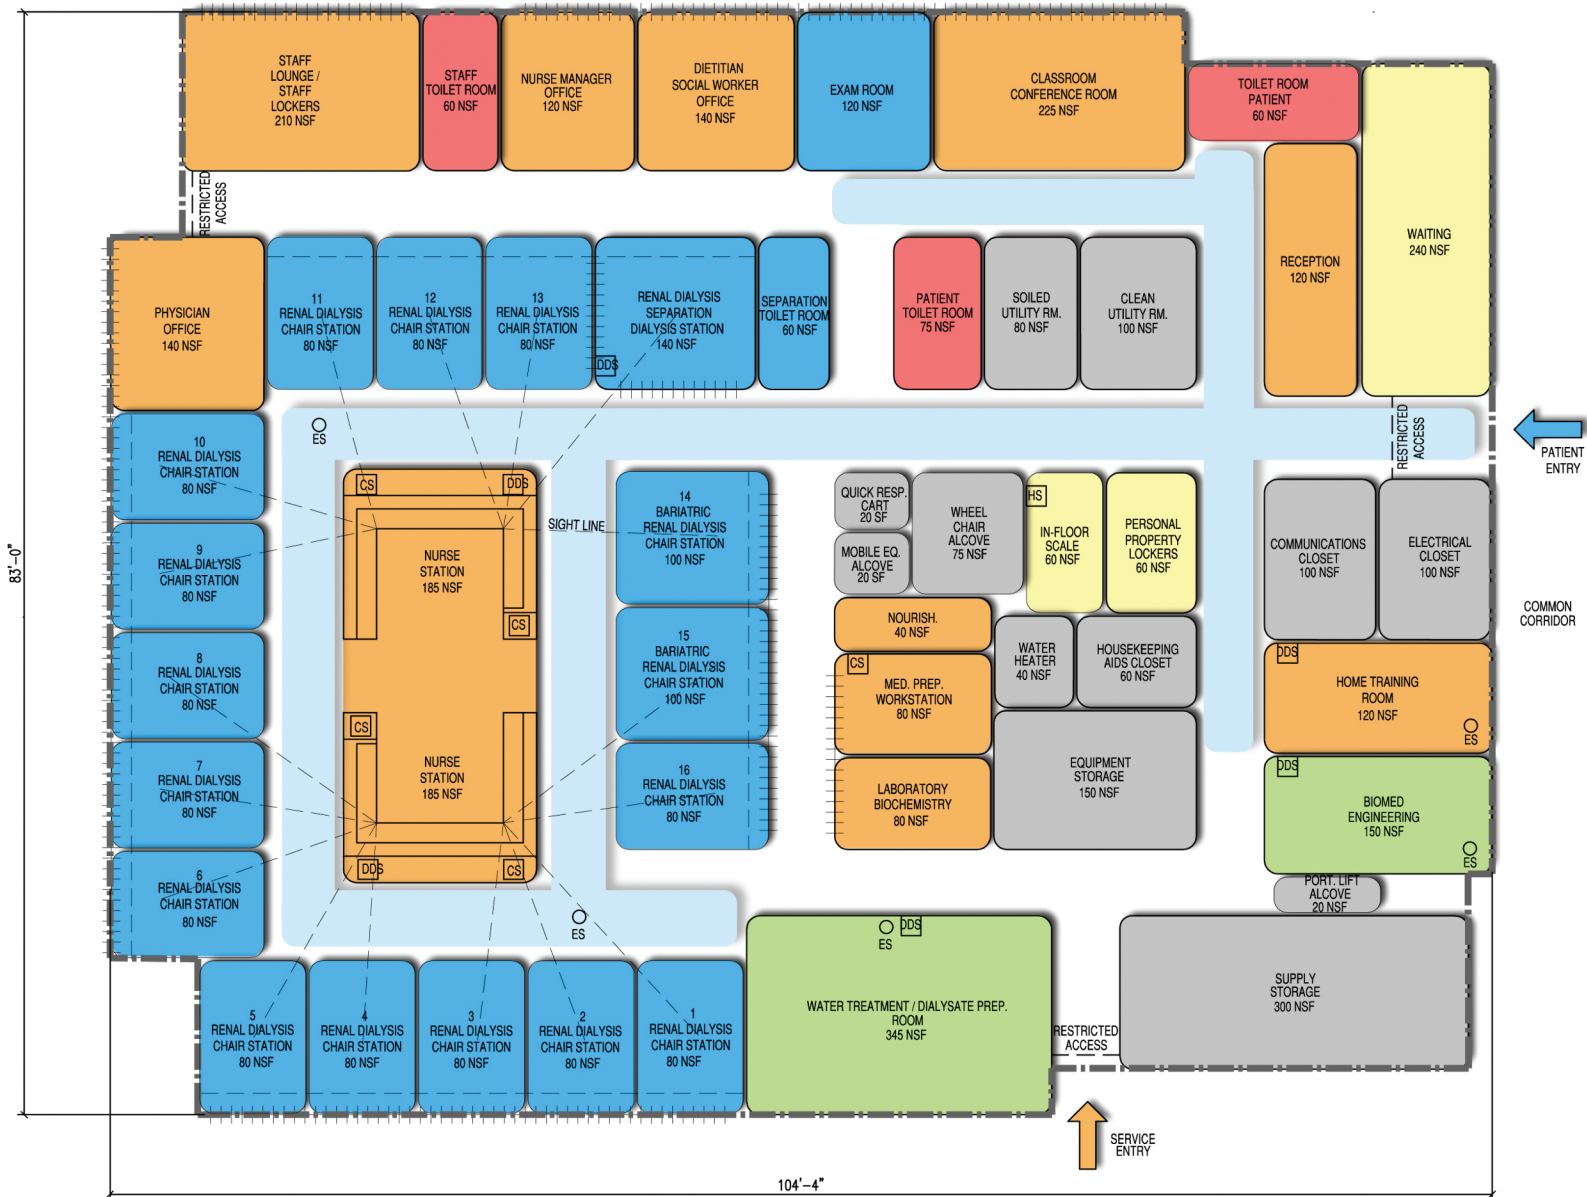 STAFF
LOUNGE /
STAFF
LOCKERS
210 NSF
STAFF
TOILET ROOM
60 NSF
NURSE MANAGER
OFFICE
120 NSF
DIETITIAN
SOCIAL WORKER
OFFICE
140 NSF
EXAM ROOM
120 NSF
CLASSROOM
CONFERENCE ROOM
225 NSF
TOILET ROOM
PATIENT
60 NSF
WAITING
240 NSF
RECEPTION
120 NSF
RESTRICTED
ACCESS
PHYSICIAN
OFFICE
140 NSF
11
RENAL DIALYSIS
CHAIR STATION
80 NSF
12
RENAL DIALYSIS
CHAIR STATION
80 NSF
13
RENAL DIALYSIS
CHAIR STATION
80 NSF
RENAL DIALYSIS
SEPARATION
DIALYSIS STATION
140 NSF
DDS
SEPARATION
TOILET ROOM
60 NSF
PATIENT
TOILET ROOM
75 NSF
SOILED
UTILITY RM.
80 NSF
CLEAN
UTILITY RM.
100 NSF
RESTRICTED
ACCESS
PATIENT
ENTRY
ES
10
RENAL DIALYSIS
CHAIR STATION
80 NSF
9
RENAL DIALYSIS
CHAIR STATION
80 NSF
8
RENAL DIALYSIS
CHAIR STATION
80 NSF
7
RENAL DIALYSIS
CHAIR STATION
80 NSF
6
RENAL DIALYSIS
CHAIR STATION
80 NSF
CS
DDS
NURSE
STATION
185 NSF
CS
CS
NURSE
STATION
185 NSF
DDS
CS
SIGHT LINE
14
BARIATRIC
RENAL DIALYSIS
CHAIR STATION
100 NSF
15
BARIATRIC
RENAL DIALYSIS
CHAIR STATION
100 NSF
16
RENAL DIALYSIS
CHAIR STATION
80 NSF
QUICK RESP.
CART
20 SF
MOBILE EQ.
ALCOVE
20 SF
WHEEL
CHAIR
ALCOVE
75 NSF
HS
IN-FLOOR
SCALE
60 NSF
PERSONAL
PROPERTY
LOCKERS
60 NSF
COMMUNICATIONS
CLOSET
100 NSF
ELECTRICAL
CLOSET
100 NSF
COMMON
CORRIDOR
NOURISH.
40 NSF
CS
MED. PREP.
WORKSTATION
80 NSF
WATER
HEATER
40 NSF
HOUSEKEEPING
AIDS CLOSET
60 NSF
LABORATORY
BIOCHEMISTRY
80 NSF
EQUIPMENT
STORAGE
150 NSF
DDS
HOME TRAINING
ROOM
120 NSF
ES
DDS
BIOMED
ENGINEERING
150 NSF
ES
PORT. LIFT
ALCOVE
20 NSF
ES
5
RENAL DIALYSIS
CHAIR STATION
80 NSF
4
RENAL DIALYSIS
CHAIR STATION
80 NSF
3
RENAL DIALYSIS
CHAIR STATION
80 NSF
2
RENAL DIALYSIS
CHAIR STATION
80 NSF
1
RENAL DIALYSIS
CHAIR STATION
80 NSF
ES
DDS
WATER TREATMENT / DIALYSATE PREP.
ROOM
345 NSF
RESTRICTED
ACCESS
SUPPLY
STORAGE
300 NSF
SERVICE
ENTRY
83'-0"
104'-4"